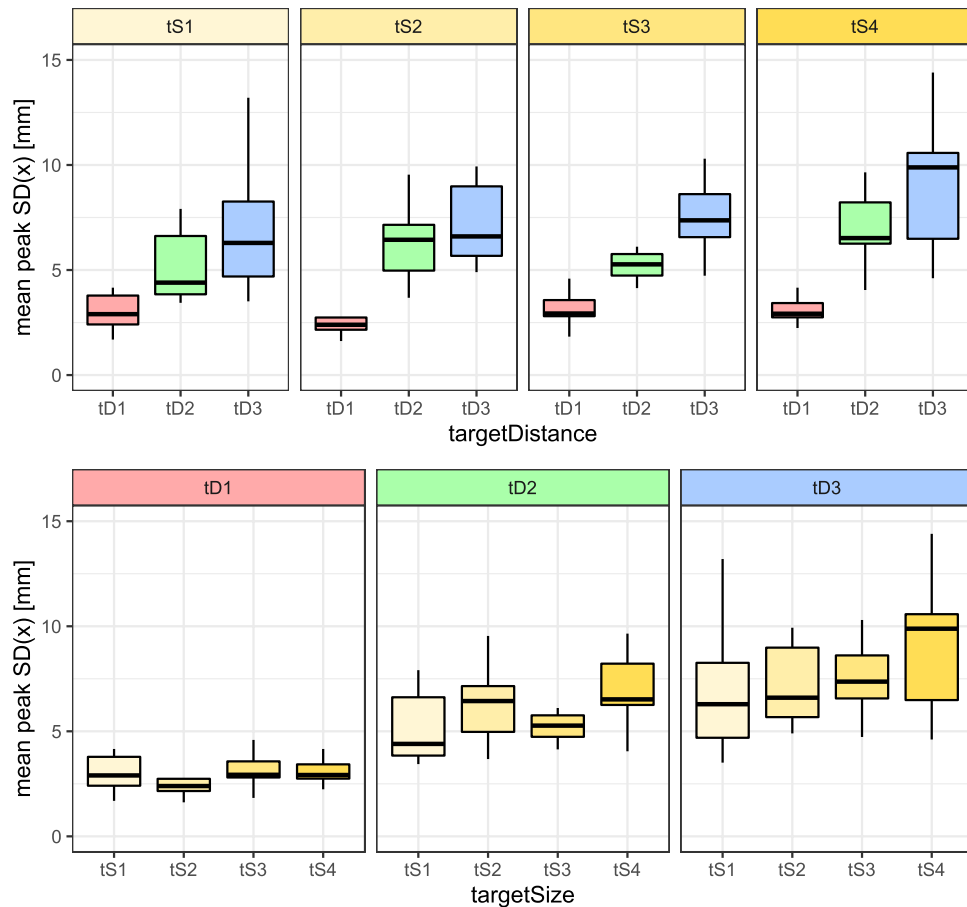 tS1 tS2 tS3 tS4
mean peak SD(x) [mm]
15
10
5
0
tD1 tD2 tD3 tD1 tD2 tD3 tD1 tD2 tD3 tD1 tD2 tD3
targetDistance
tD1 tD2 tD3
mean peak SD(x) [mm]
15
10
5
0
tS1 tS2 tS3 tS4 tS1 tS2 tS3 tS4 tS1 tS2 tS3 tS4
targetSize